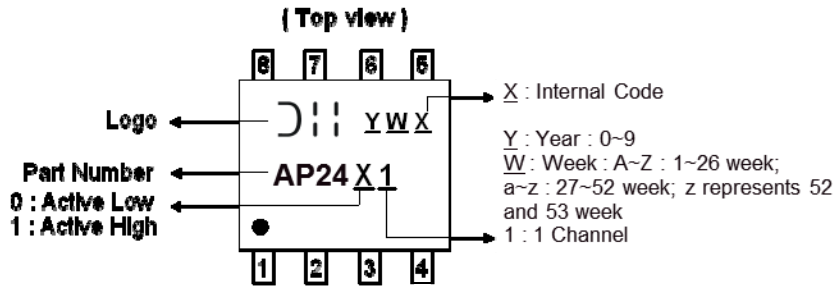 ( Top view )
8 7 6 5
Logo
Y W X
X : Internal Code
Part Number
AP24 X 1
0 : Active Low
1 : Active High
Y : Year : 0~9
W : Week : A~Z : 1~26 week;
a~z : 27~52 week; z represents 52
and 53 week
1 : 1 Channel
1 2 3 4